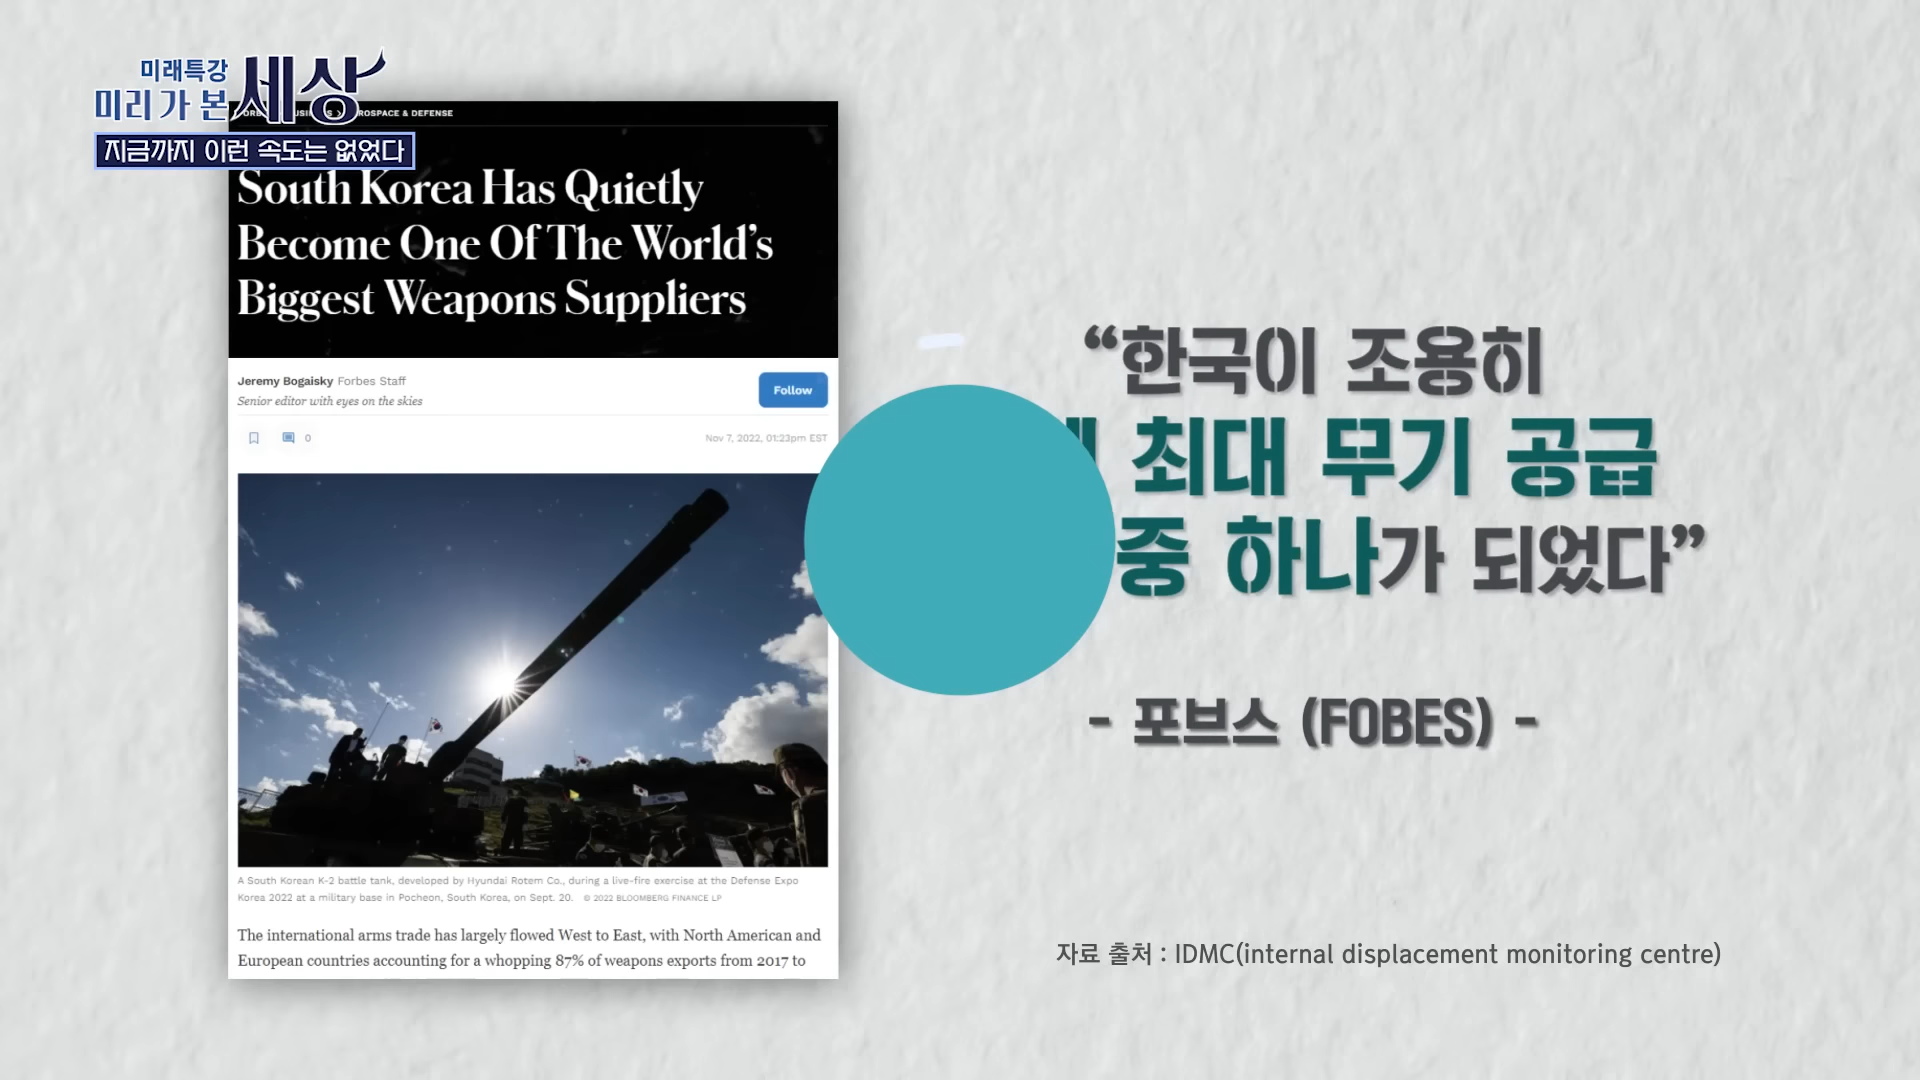 미래특강
미리 가 본 세상
지금까지 이런 속도는 없었다
AEROSPACE & DEFENSE
South Korea Has Quietly
Become One Of The World's
Biggest Weapons Suppliers
Jeremy Bogaisky Forbes Staff
Senior editor with eyes on the skies
Follow
0
Nov 7, 2022, 01:23pm EST
A South Korean K-2 battle tank, developed by Hyundai Rotem Co., during a live-fire exercise at the Defense Expo
Korea 2022 at a military base in Pocheon, South Korea, on Sept. 20. © 2022 BLOOMBERG FINANCE LP
The international arms trade has largely flowed West to East, with North American and
European countries accounting for a whopping 87% of weapons exports from 2017 to
“한국이 조용히
최대 무기 공급
중 하나가 되었다”
- 포브스 (FOBES) -
자료 출처 : IDMC(internal displacement monitoring centre)